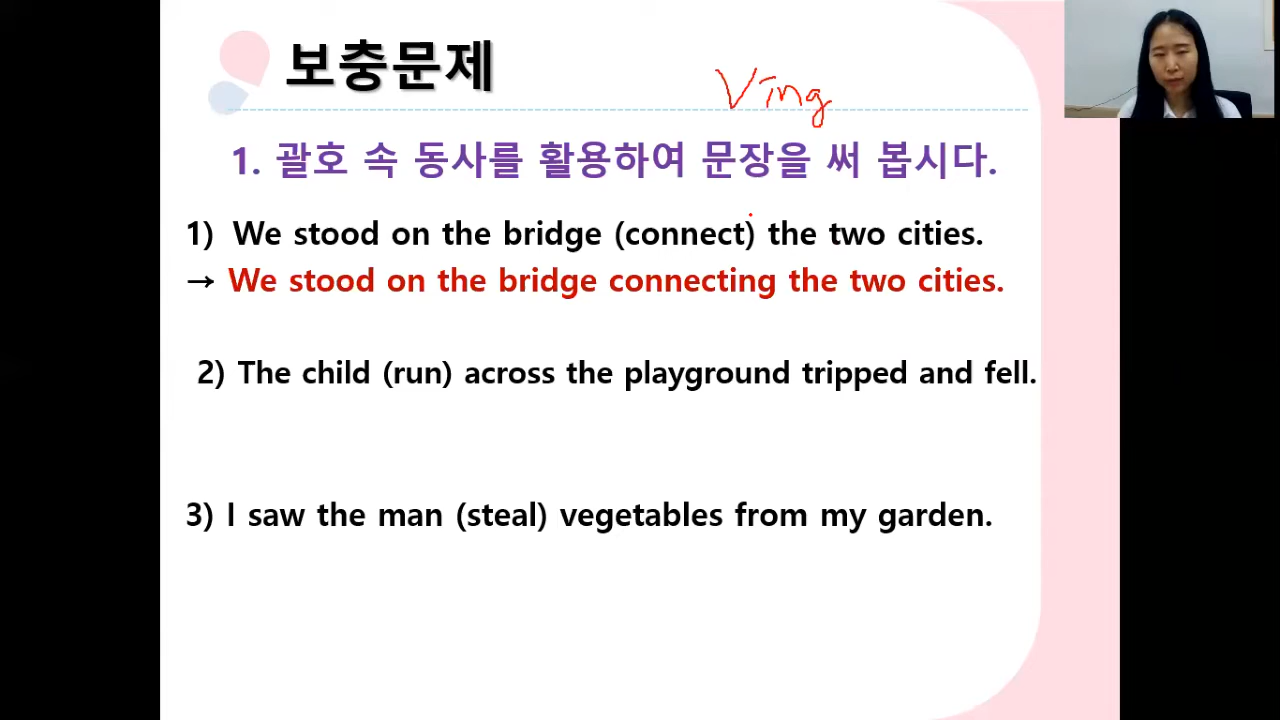 보충문제
Ving
1. 괄호 속 동사를 활용하여 문장을 써 봅시다.
1) We stood on the bridge (connect) the two cities.
→ We stood on the bridge connecting the two cities.
2) The child (run) across the playground tripped and fell.
3) I saw the man (steal) vegetables from my garden.